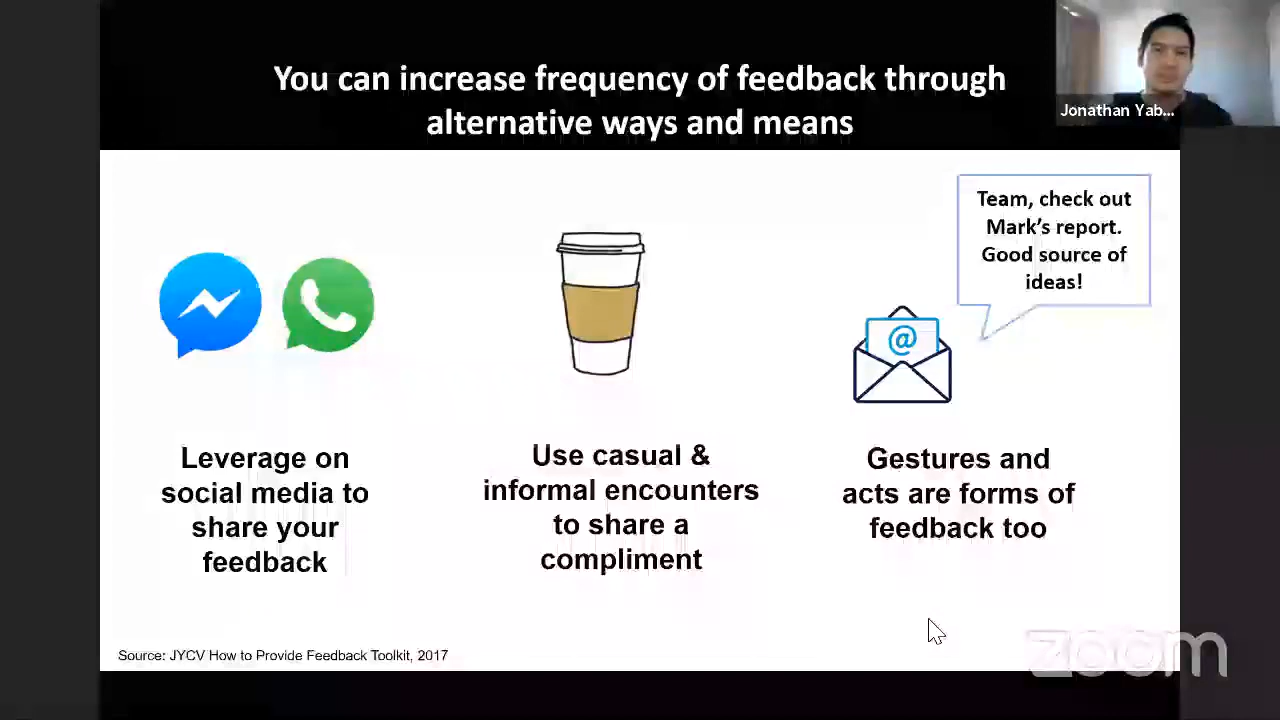 You can increase frequency of feedback through
alternative ways and means
Jonathan Yab...
Team, check out
Mark's report.
Good source of
ideas!
@
Leverage on
social media to
share your
feedback
Use casual &
informal encounters
to share a
compliment
Gestures and
acts are forms of
feedback too
Source: JYCV How to Provide Feedback Toolkit, 2017
zoom